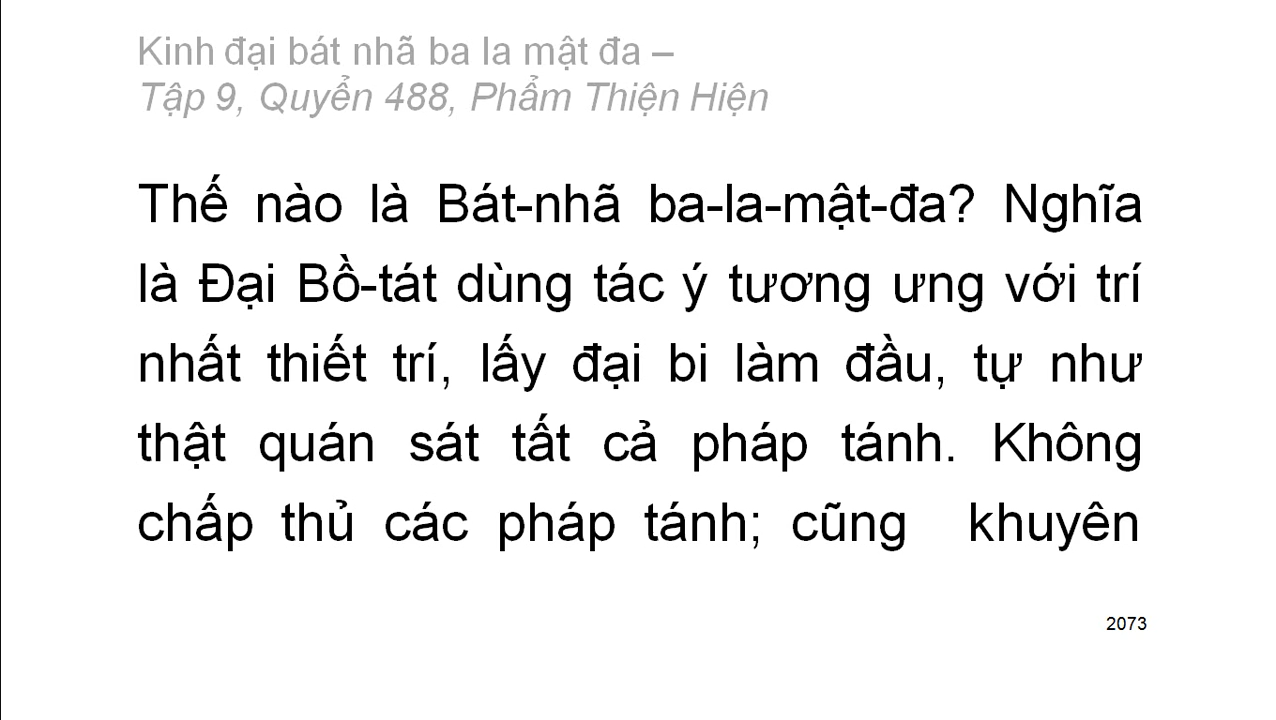 Kinh đại bát nhã ba la mật đa –
Tập 9, Quyển 488, Phẩm Thiện Hiện
Thế nào là Bát-nhã ba-la-mật-đa? Nghĩa
là Đại Bồ-tát dùng tác ý tương ưng với trí
nhất thiết trí, lấy đại bi làm đầu, tự như
thật quán sát tất cả pháp tánh. Không
chấp thủ các pháp tánh; cũng khuyên
2073